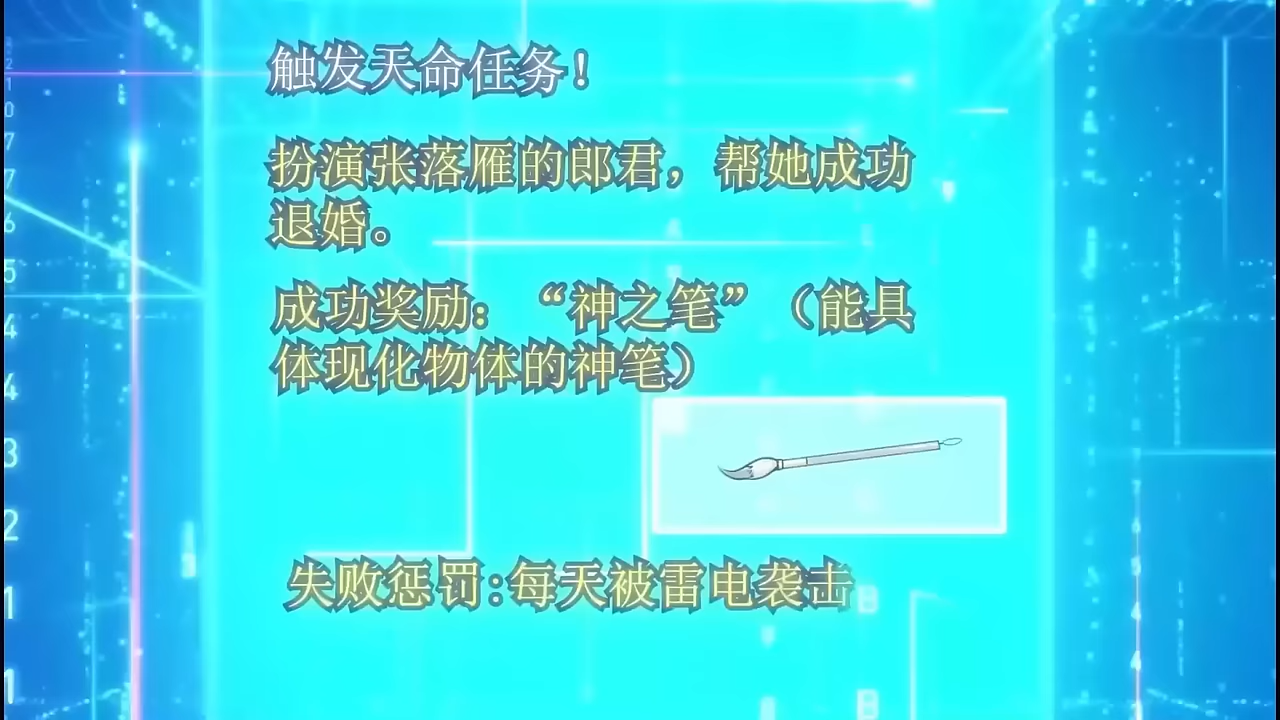 触发天命任务！
扮演张落雁的郎君，帮她成功
退婚。
成功奖励：“神之笔”（能具
体现化物体的神笔）
失败惩罚:每天被雷电袭击